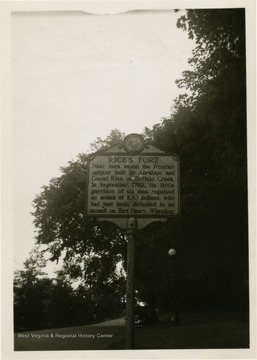 RICE'S FORT
Near here stood the frontier
outpost built by Abraham and
Daniel Rice on Buffalo Creek.
In September, 1782, its little
garrison of six men repulsed
an attack of 100 Indians, who
had just been defeated in an
assault on Fort Henry, Wheeling.
West Virginia & Regional History Center